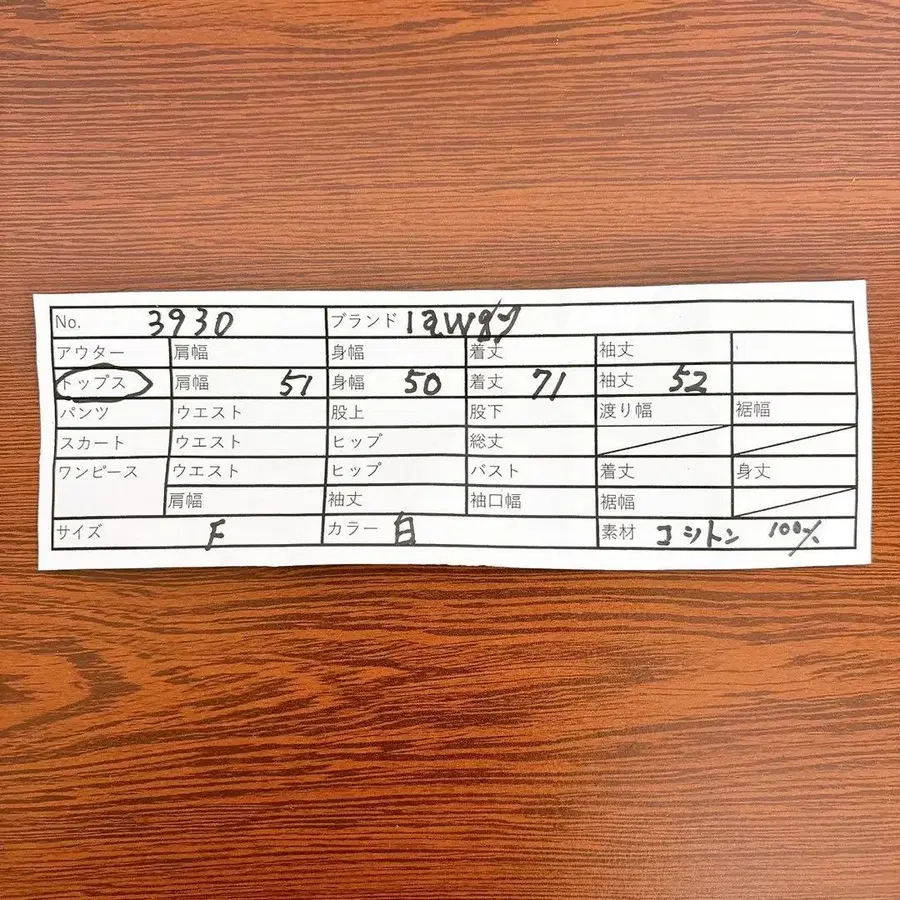 No. 3930 ブランド lawgy
アウター 肩幅 身幅 着丈 袖丈
トップス 肩幅 51 身幅 50 着丈 71 袖丈 52
パンツ ウエスト 股上 股下 渡り幅 裾幅
スカート ウエスト ヒップ 総丈
ワンピース ウエスト ヒップ バスト 着丈 身丈
肩幅 袖丈 袖口幅 裾幅
サイズ F カラー 白 素材 コットン 100%